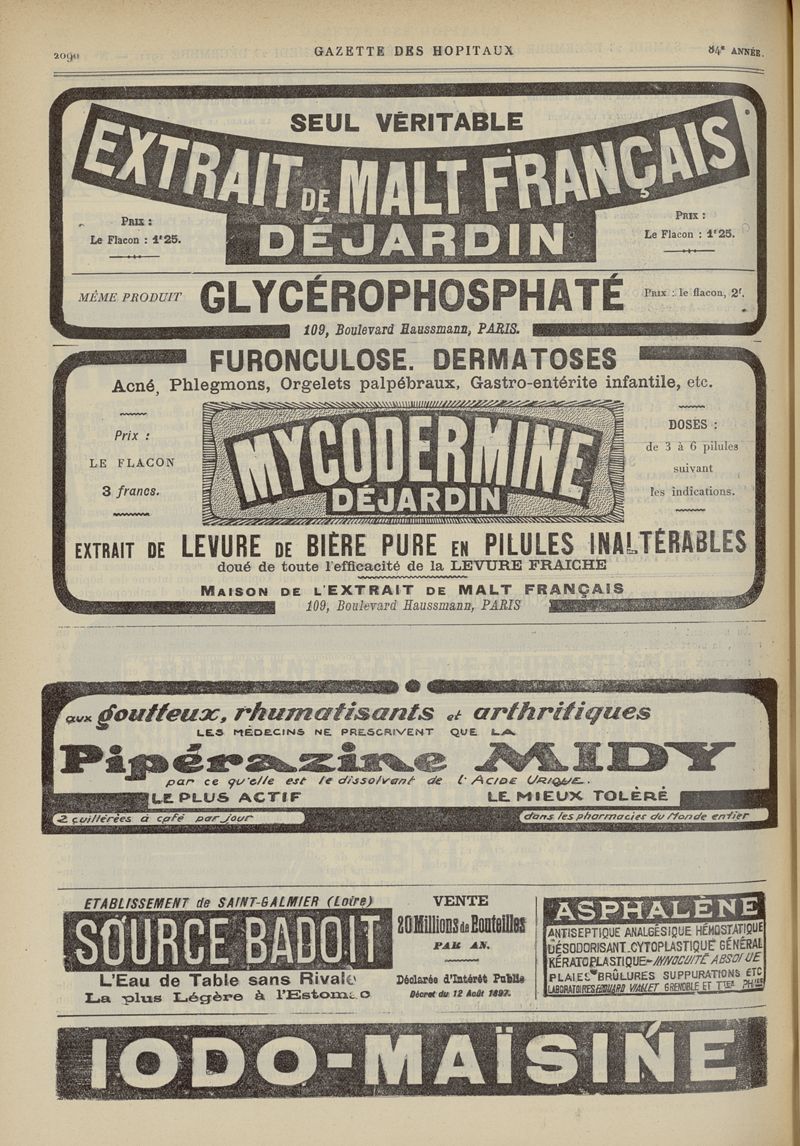 2090 GAZETTE DES HOPITAUX 84e ANNÉE.
SEUL VÉRITABLE
EXTRAIT DE MALT FRANÇAIS
DÉJARDIN
PRIX :
Le Flacon : 1f25.
PRIX :
Le Flacon : 1f25.
MÊME PRODUIT GLYCÉROPHOSPHATÉ PRIX : le flacon, 2f.
109, Boulevard Haussmann, PARIS.
FURONCULOSE. DERMATOSES
Acné, Phlegmons, Orgelets palpébraux, Gastro-entérite infantile, etc.
Prix :
LE FLACON
3 francs.
MYCODERMINE
DÉJARDIN
DOSES :
de 3 à 6 pilules
suivant
les indications.
EXTRAIT DE LEVURE DE BIÈRE PURE EN PILULES INALTÉRABLES
doué de toute l'efficacité de la LEVURE FRAICHE
MAISON DE L'EXTRAIT DE MALT FRANÇAIS
109, Boulevard Haussmann, PARIS
aux goutteux, rhumatisants et arthritiques
LES MÉDECINS NE PRESCRIVENT QUE LA
Pipérazine MIDY
par ce qu'elle est le dissolvant de l'ACIDE URIQUE.
LE PLUS ACTIF LE MIEUX TOLÉRÉ
2 cuillérées à café par Jour dans les pharmacies du Monde entier
ETABLISSEMENT de SAINT-GALMIER (Loire)
SOURCE BADOIT
L'Eau de Table sans Rivale
La plus Légère à l'Estomac
VENTE
20 Millions de Bouteilles
PAR AN.
Déclarée d'Intérêt Public
Décret du 12 Août 1897.
ASPHALÈNE
ANTISEPTIQUE ANALGÉSIQUE HÉMOSTATIQUE
DÉSODORISANT. CYTOPLASTIQUE GÉNÉRAL
KÉRATOPLASTIQUE - INNOCUITÉ ABSOLUE
PLAIES BRÛLURES SUPPURATIONS ETC
LABORATOIRES EDOUARD VIALLET GRENOBLE ET TTES PHIES
IODO-MAÏSINE